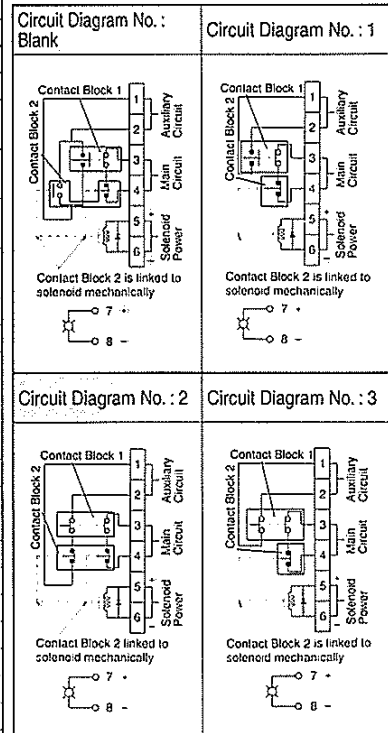 Circuit Diagram No. :
Blank
Contact Block 1
Contact Block 2
1
2
3
4
5
6
+
−
Auxiliary
Circuit
Main
Circuit
Solenoid
Power
Contact Block 2 is linked to
solenoid mechanically
7 +
8 −
Circuit Diagram No. : 1
Contact Block 1
Contact Block 2
1
2
3
4
5
6
+
−
Auxiliary
Circuit
Main
Circuit
Solenoid
Power
Contact Block 2 is linked to
solenoid mechanically
7 +
8 −
Circuit Diagram No. : 2
Contact Block 1
Contact Block 2
1
2
3
4
5
6
+
−
Auxiliary
Circuit
Main
Circuit
Solenoid
Power
Contact Block 2 linked to
solenoid mechanically
7 +
8 −
Circuit Diagram No. : 3
Contact Block 1
Contact Block 2
1
2
3
4
5
6
+
−
Auxiliary
Circuit
Main
Circuit
Solenoid
Power
Contact Block 2 is linked to
solenoid mechanically
7 +
8 −